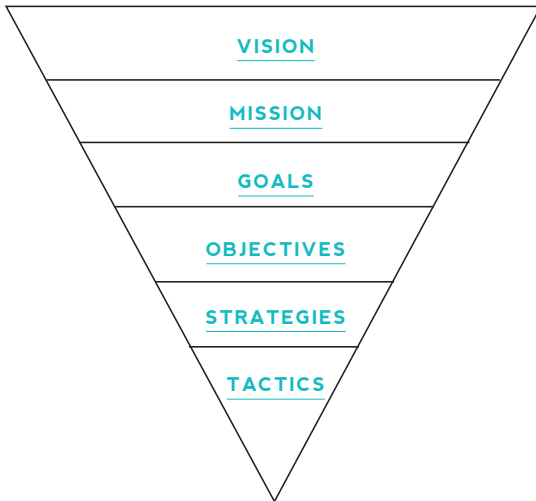 VISION
MISSION
GOALS
OBJECTIVES
STRATEGIES
TACTICS